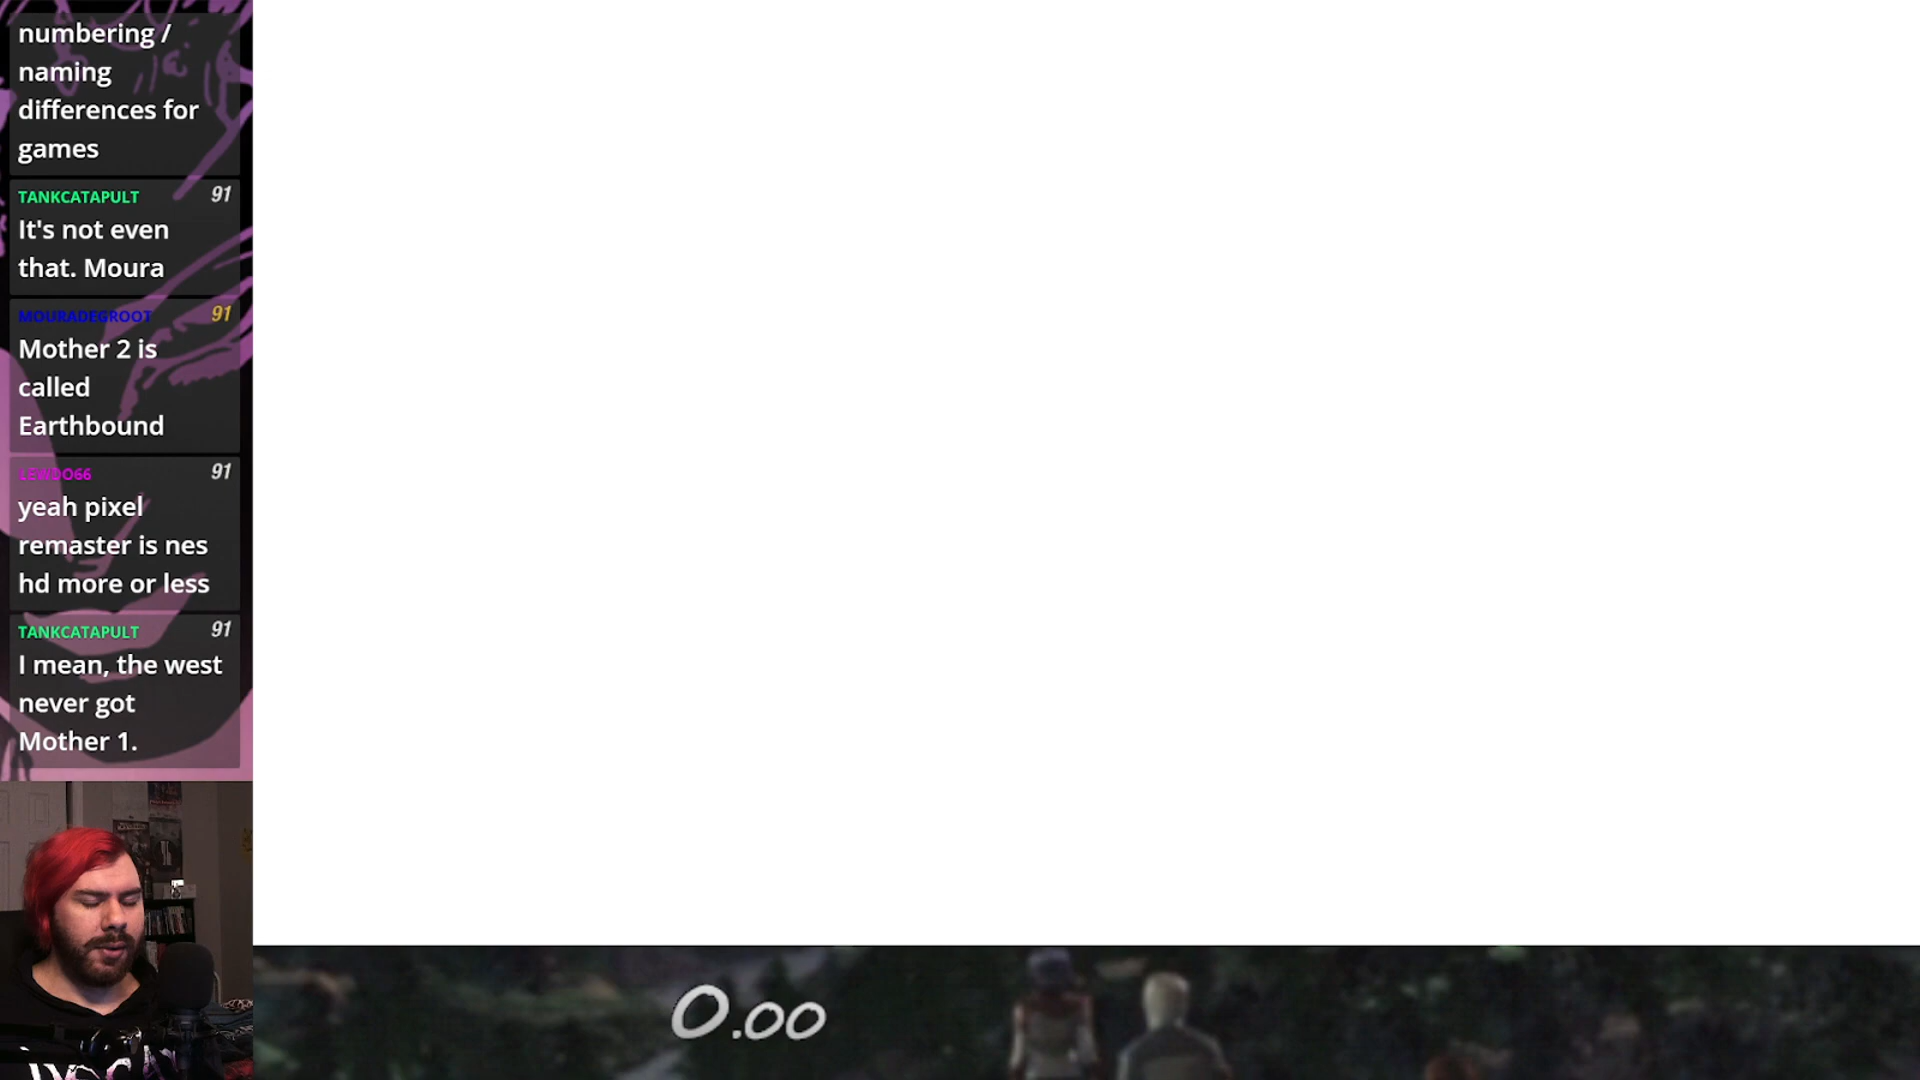 numbering /
naming
differences for
games
TANKCATAPULT 91
It's not even
that. Moura
MOURADEGROOT 91
Mother 2 is
called
Earthbound
LEWDO66 91
yeah pixel
remaster is nes
hd more or less
TANKCATAPULT 91
I mean, the west
never got
Mother 1.
0.00